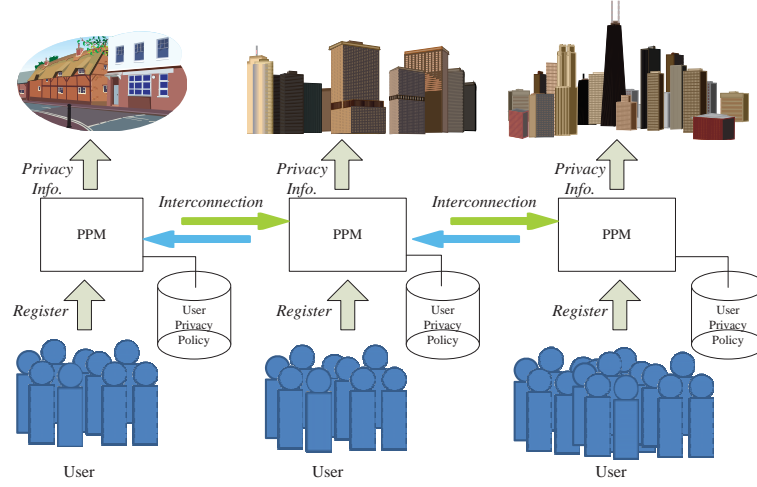 Privacy
Info.
Privacy
Info.
Privacy
Info.
Interconnection
Interconnection
PPM
PPM
PPM
Register
User
Privacy
Policy
Register
User
Privacy
Policy
Register
User
Privacy
Policy
User
User
User